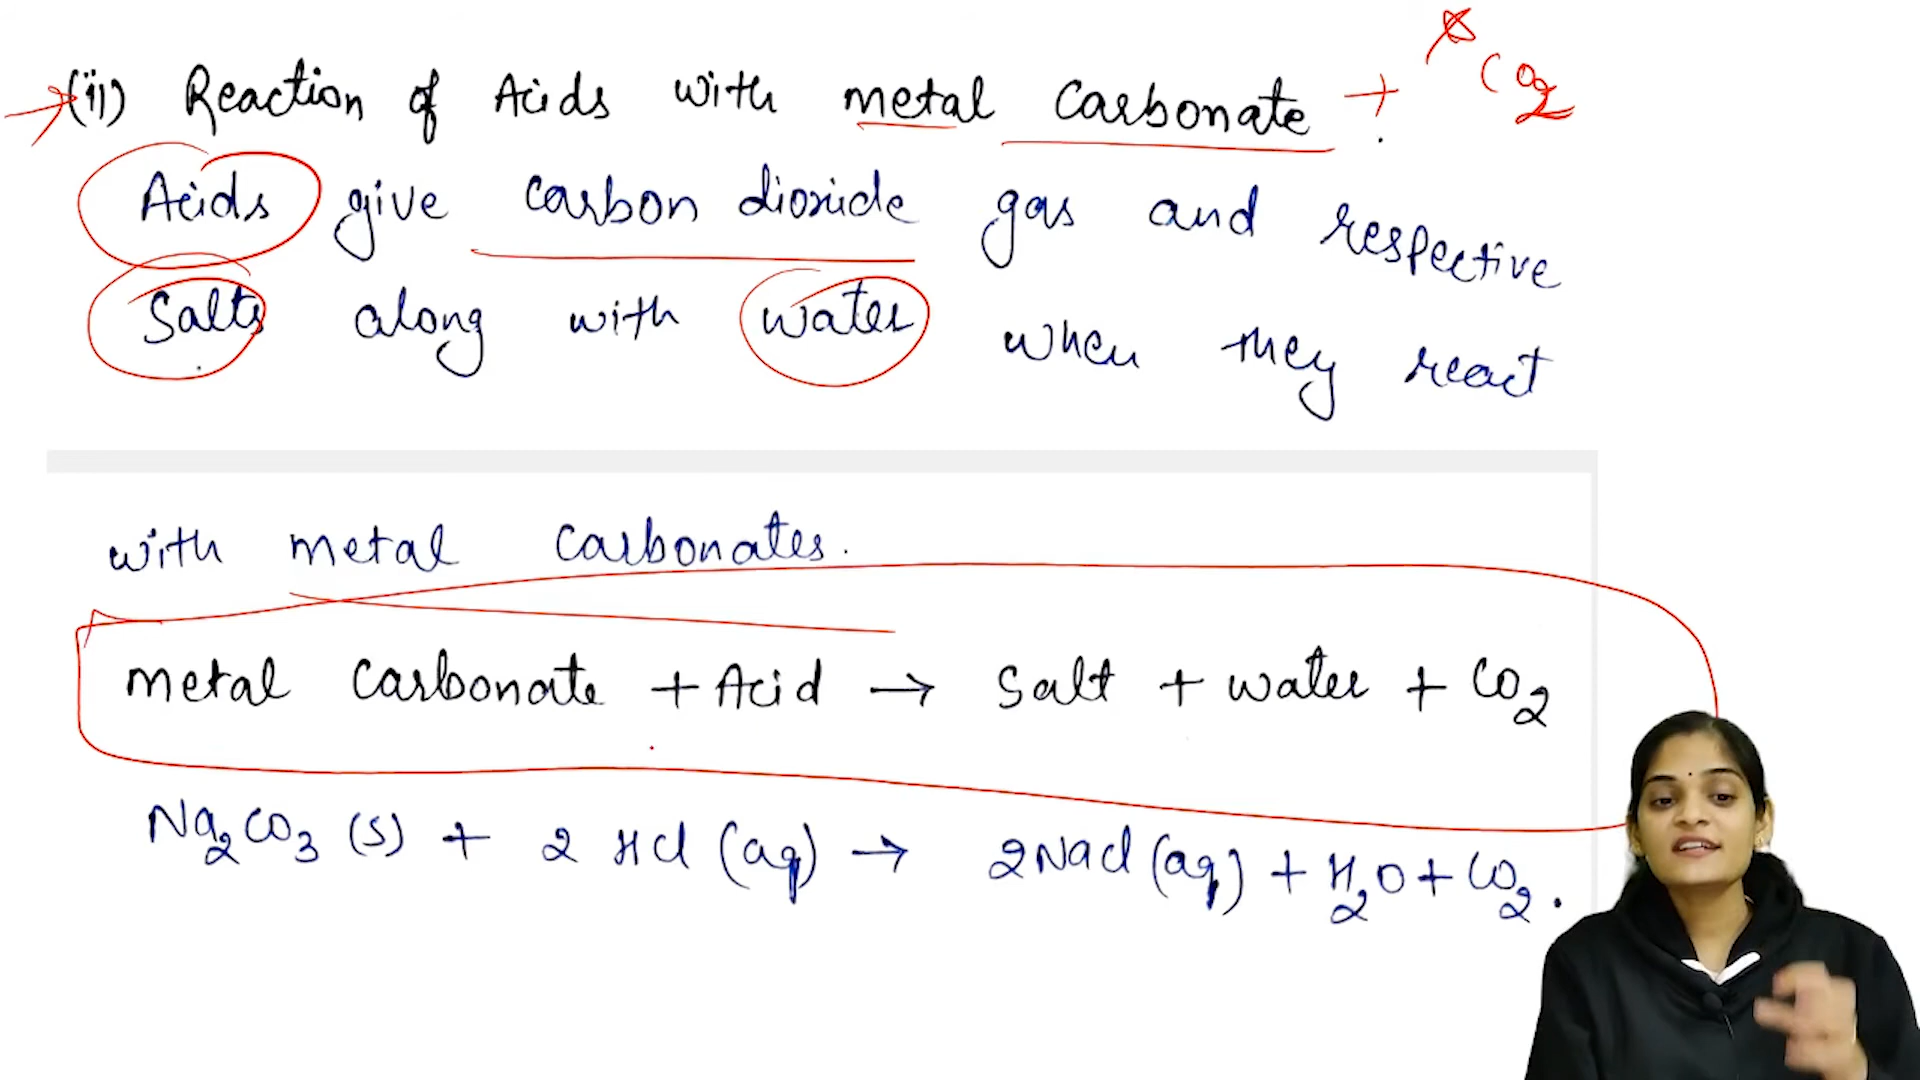 (ii) Reaction of Acids with metal carbonate + CO2
Acids give carbon dioxide gas and respective
Salts along with water when they react
with metal carbonates.
metal carbonate + Acid → Salt + water + CO2
Na2CO3 (s) + 2 HCl (aq) → 2NaCl (aq) + H2O + CO2.